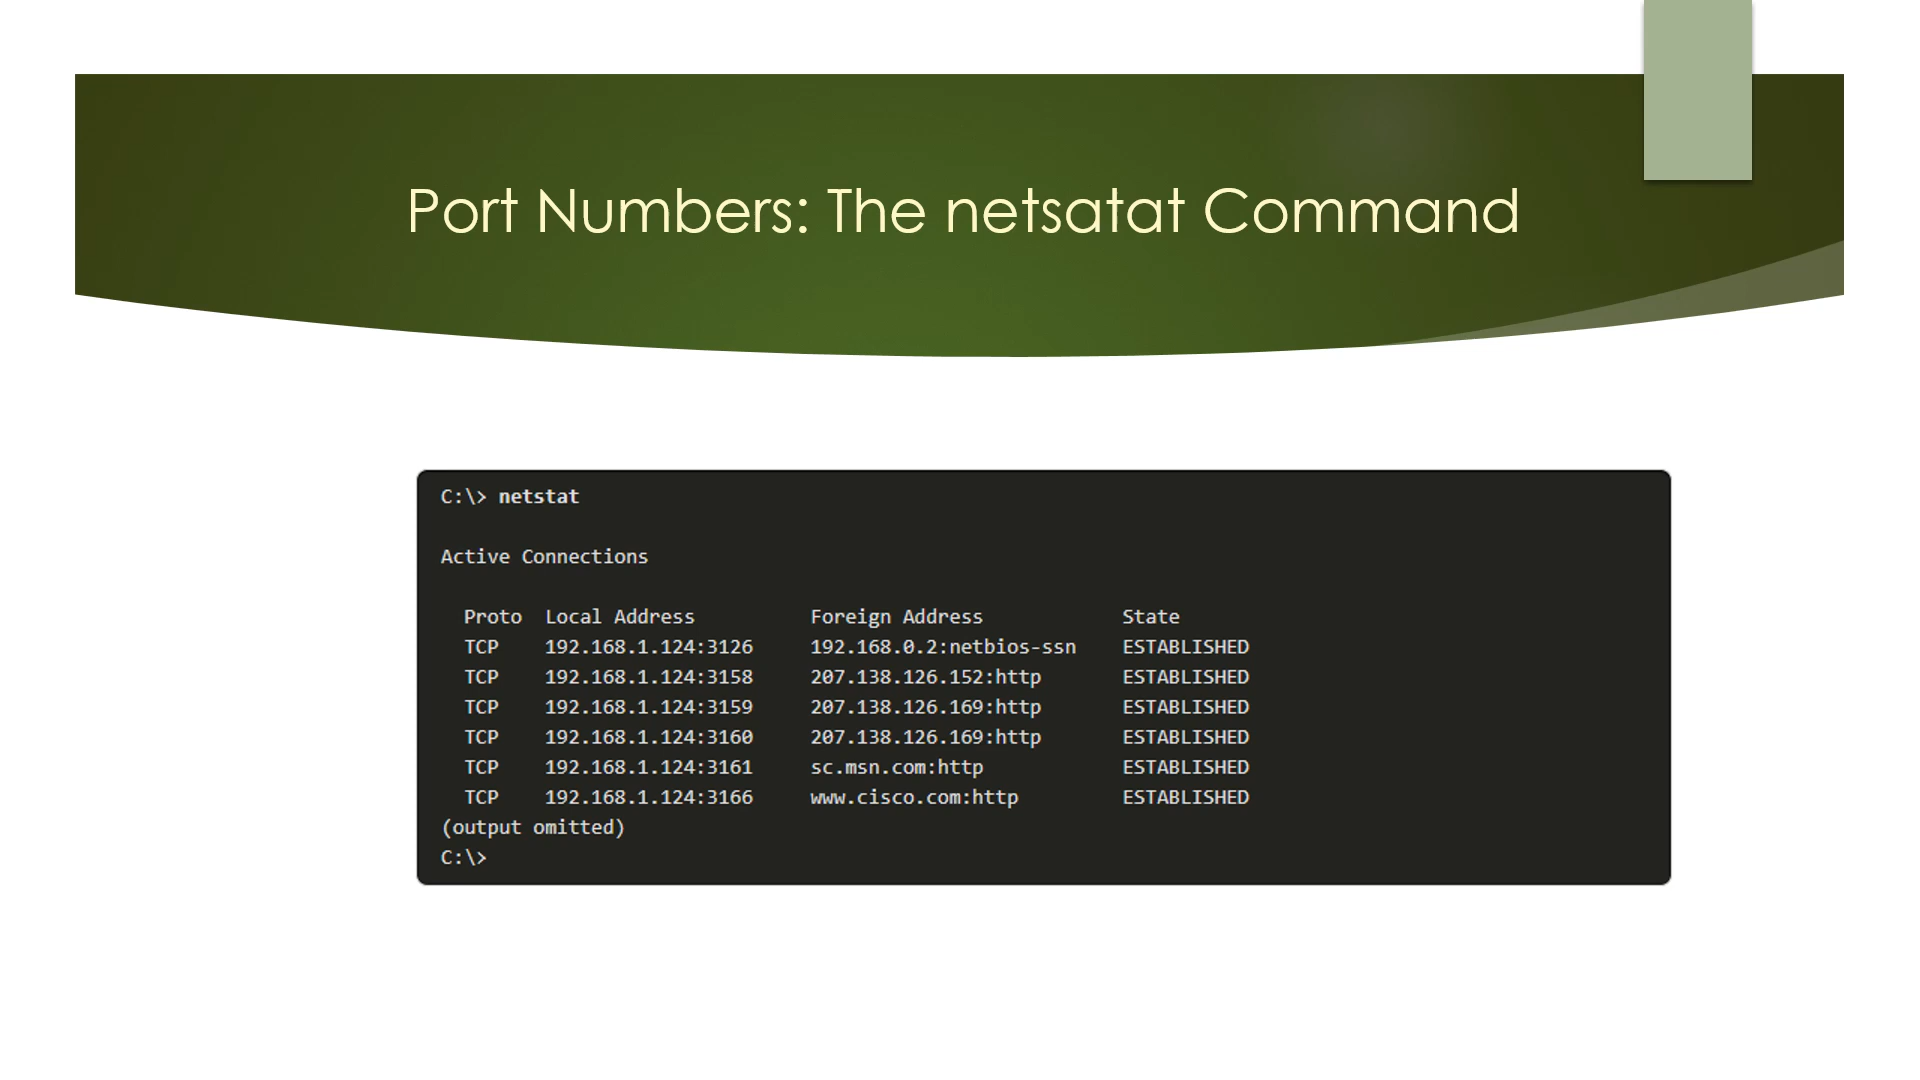 Port Numbers: The netsatat Command
C:\> netstat
Active Connections
Proto  Local Address          Foreign Address            State
TCP    192.168.1.124:3126     192.168.0.2:netbios-ssn    ESTABLISHED
TCP    192.168.1.124:3158     207.138.126.152:http       ESTABLISHED
TCP    192.168.1.124:3159     207.138.126.169:http       ESTABLISHED
TCP    192.168.1.124:3160     207.138.126.169:http       ESTABLISHED
TCP    192.168.1.124:3161     sc.msn.com:http            ESTABLISHED
TCP    192.168.1.124:3166     www.cisco.com:http         ESTABLISHED
(output omitted)
C:\>